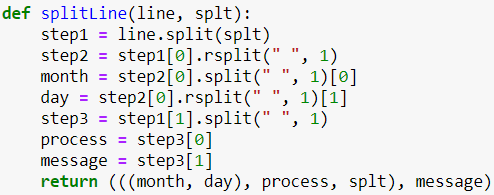 def splitLine(line, splt):
    step1 = line.split(splt)
    step2 = step1[0].rsplit(" ", 1)
    month = step2[0].split(" ", 1)[0]
    day = step2[0].rsplit(" ", 1)[1]
    step3 = step1[1].split(" ", 1)
    process = step3[0]
    message = step3[1]
    return (((month, day), process, splt), message)